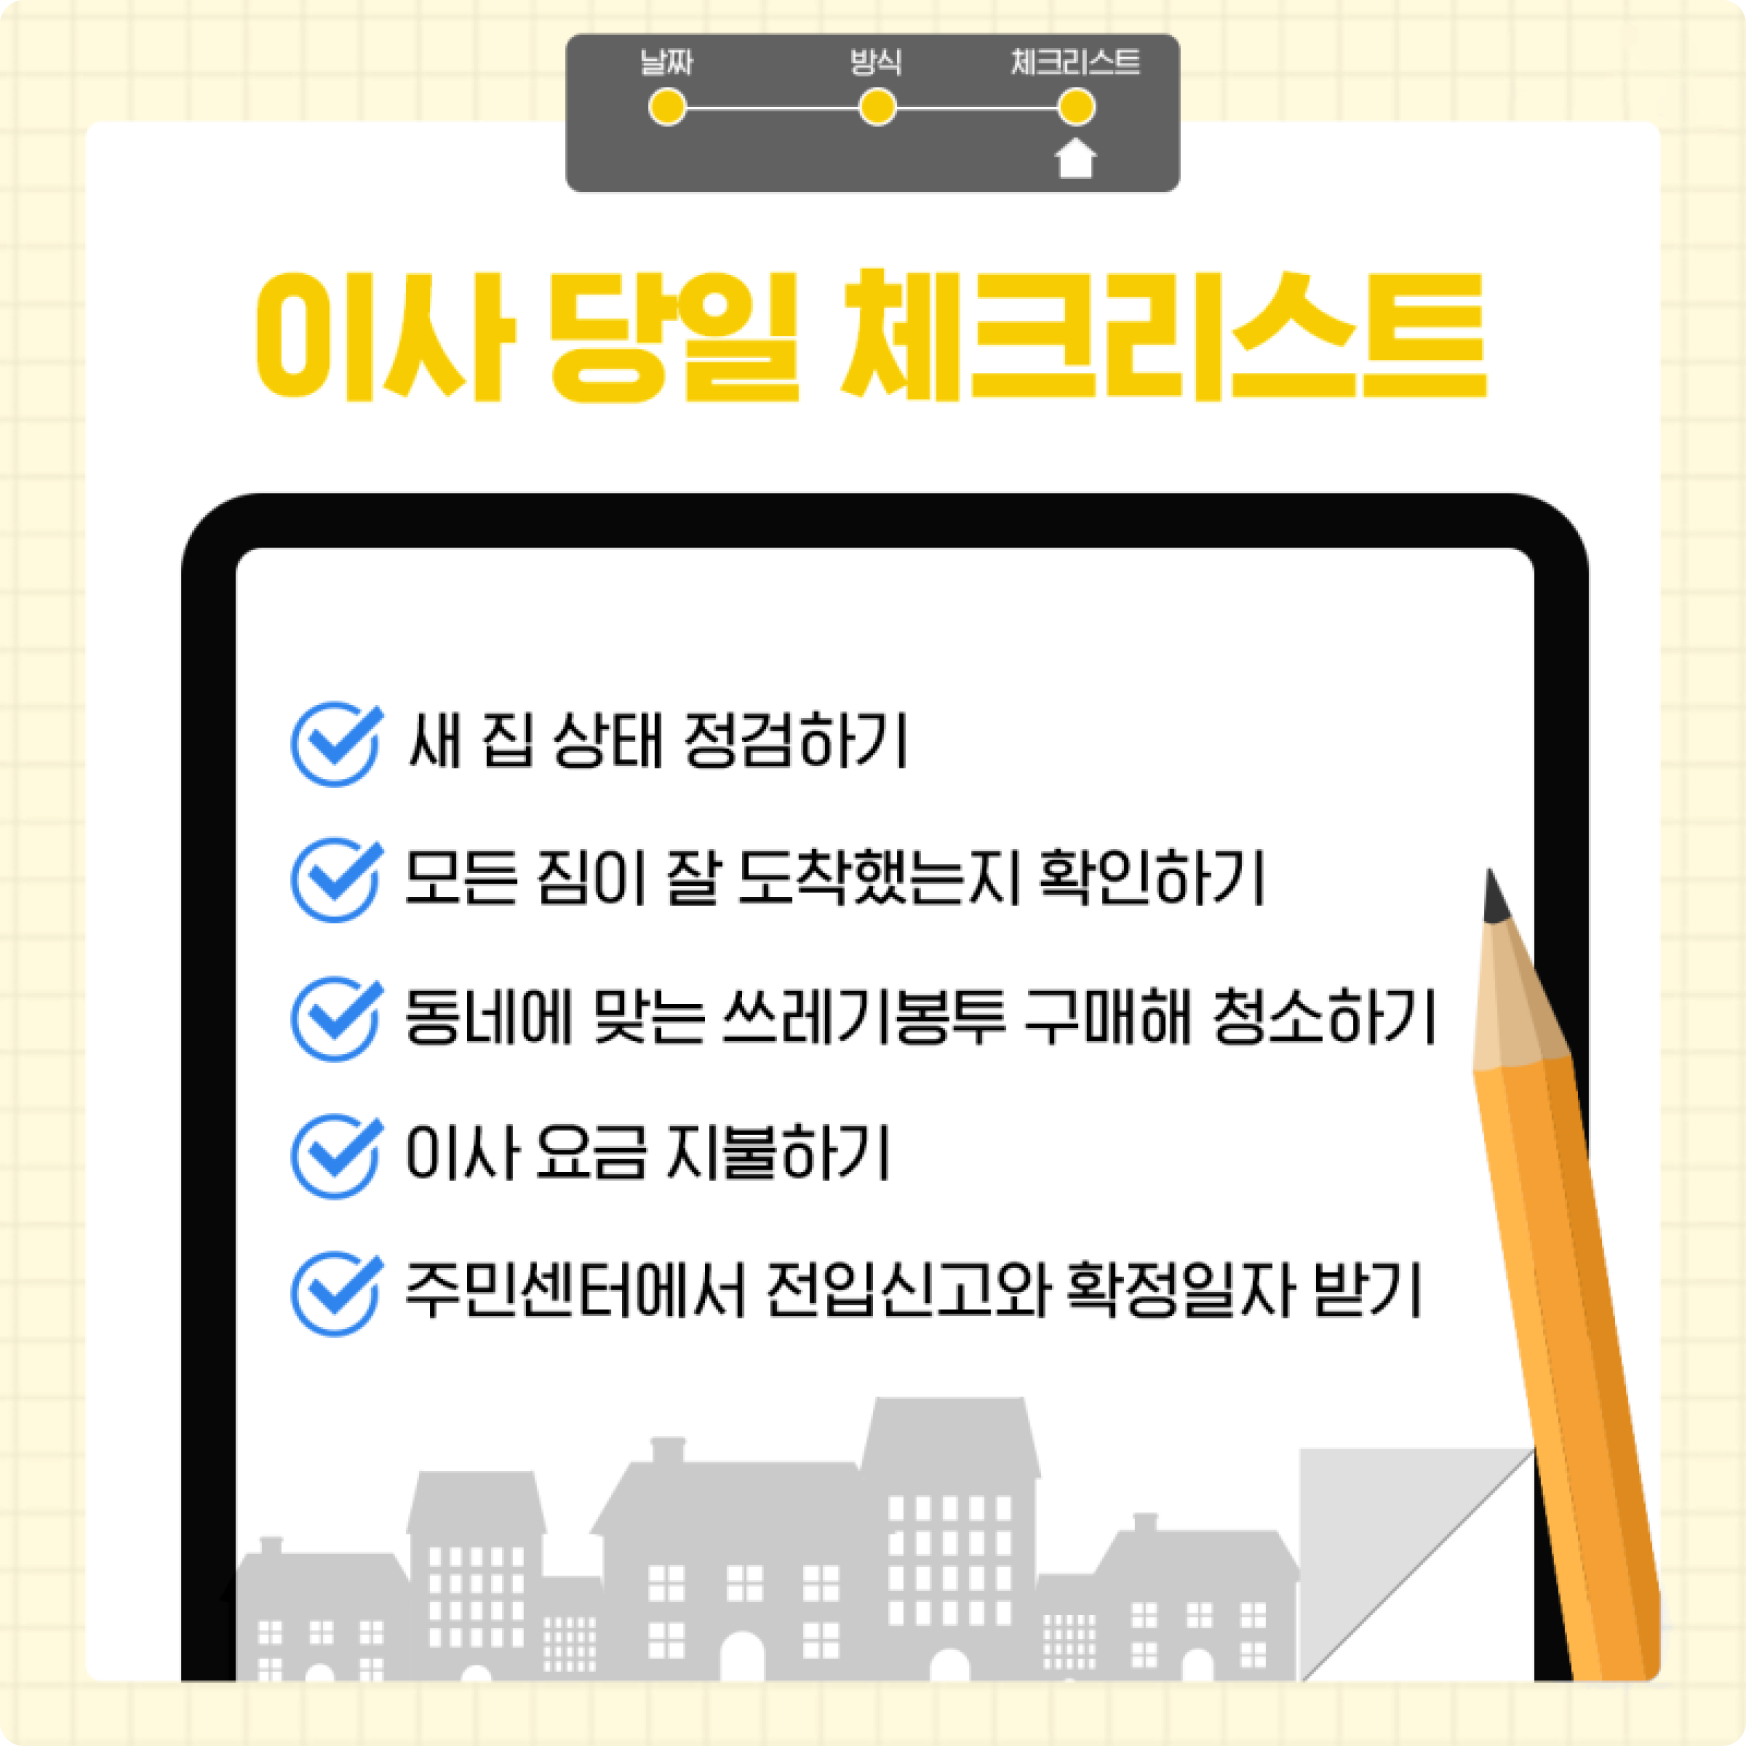 날짜 방식 체크리스트
이사 당일 체크리스트
새 집 상태 정검하기
모든 짐이 잘 도착했는지 확인하기
동네에 맞는 쓰레기봉투 구매해 청소하기
이사 요금 지불하기
주민센터에서 전입신고와 확정일자 받기